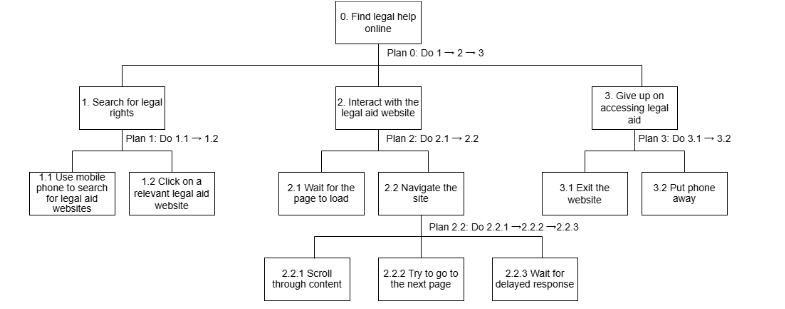 0. Find legal help
online
Plan 0: Do 1 → 2 → 3
1. Search for legal
rights
2. Interact with the
legal aid website
3. Give up on
accessing legal
aid
Plan 1: Do 1.1 → 1.2
Plan 2: Do 2.1 → 2.2
Plan 3: Do 3.1 → 3.2
1.1 Use mobile
phone to search
for legal aid
websites
1.2 Click on a
relevant legal aid
website
2.1 Wait for the
page to load
2.2 Navigate the
site
3.1 Exit the
website
3.2 Put phone
away
Plan 2.2: Do 2.2.1 → 2.2.2 → 2.2.3
2.2.1 Scroll
through content
2.2.2 Try to go to
the next page
2.2.3 Wait for
delayed response